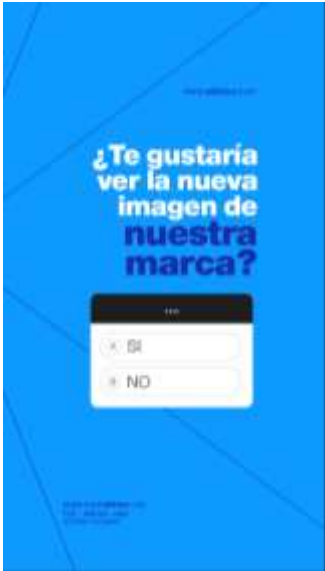 ¿Te gustaría
ver la nueva
imagen de
nuestra
marca?
...
A SI
B NO